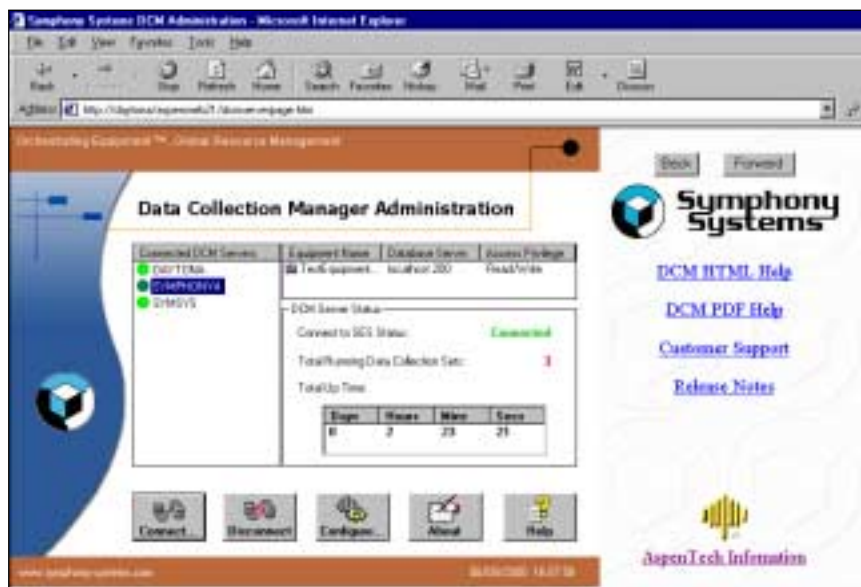 Symphony Systems DCM Administration - Microsoft Internet Explorer
File Edit View Favorites Tools Help
Back Stop Refresh Home Search Favorites History Mail Print Edit Discuss
Address
Orchestrating Equipment ™. Global Resource Management
Back Forward
Symphony Systems
Data Collection Manager Administration
Connected DCM Servers
Equipment Name Database Server Access Privilege
DAYTONA
TestEquipment... localhost 200 Read/Write
SYMPHONY4
SYMSYS
DCM HTML Help
DCM Server Status
DCM PDF Help
Connect to SES Status: Connected
Customer Support
Total Running Data Collection Sets: 3
Release Notes
Total Up Time
Days Hours Mins Secs
0 2 23 21
Connect... Disconnect Configure... About Help
AspenTech Information
www.symphony-systems.com